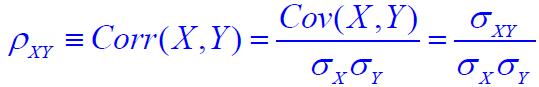 ρ_XY ≡ Corr(X,Y) = Cov(X,Y) / σ_X σ_Y = σ_XY / σ_X σ_Y